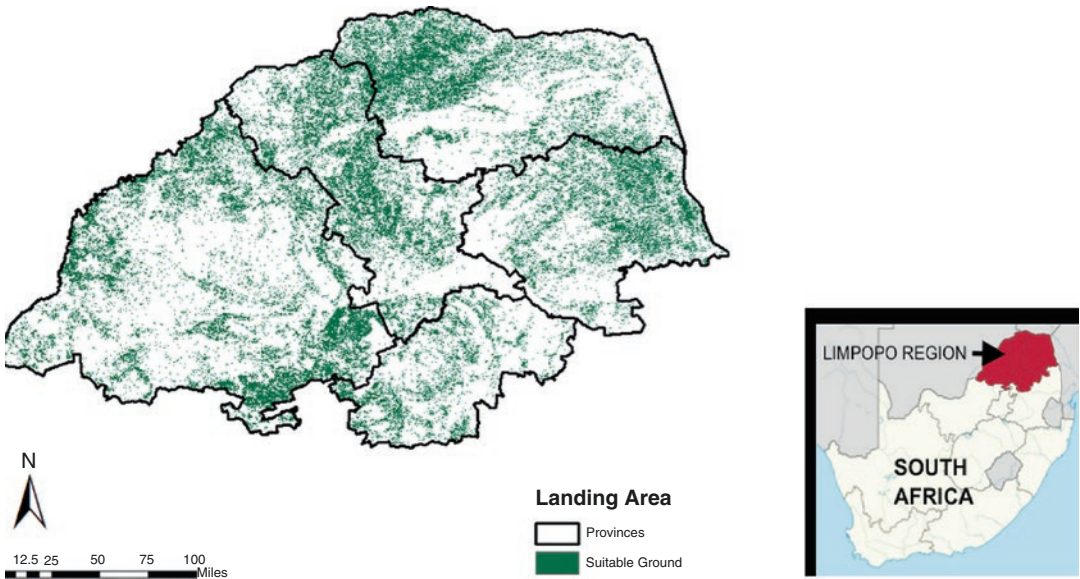 LIMPOPO REGION
SOUTH
AFRICA
N
12.5 25 50 75 100
Miles
Landing Area
Provinces
Suitable Ground